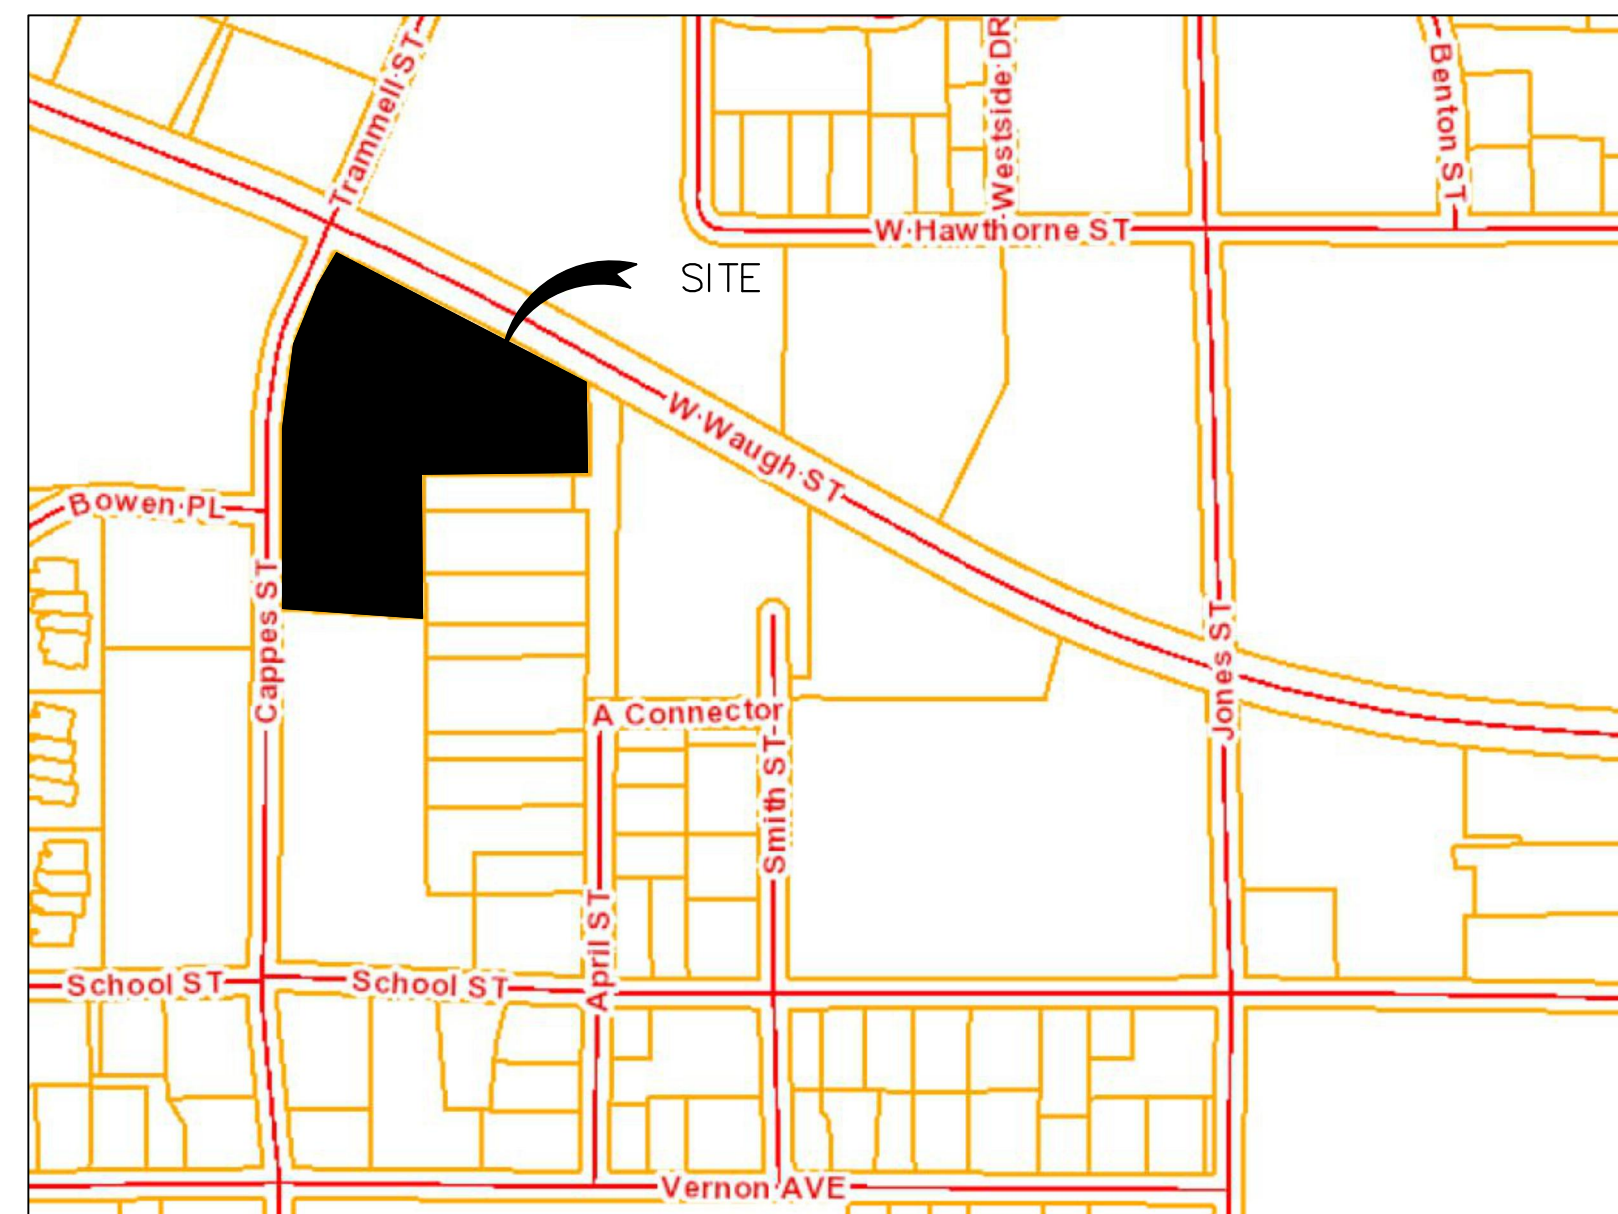 Trammell ST
Westside DR
Benton ST
W Hawthorne ST
SITE
W Waugh ST
Bowen PL
Cappes ST
Jones ST
A Connector
Smith ST
April ST
School ST
School ST
Vernon AVE